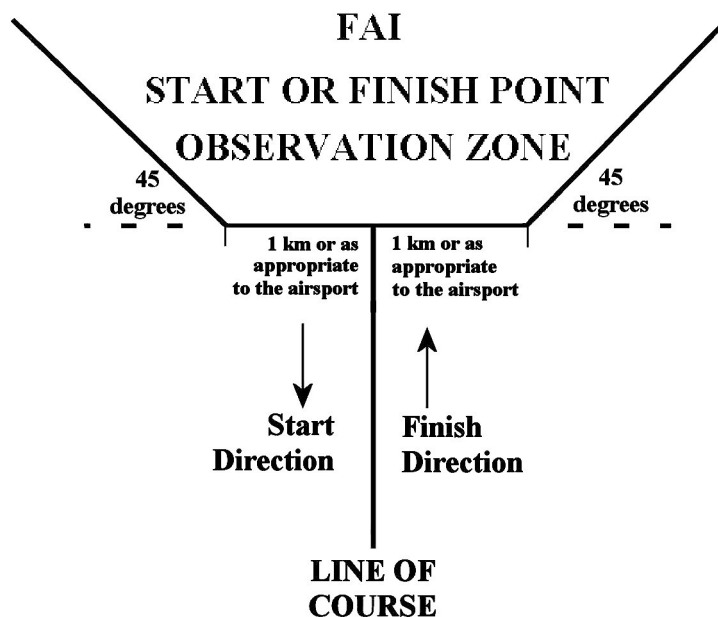 FAI
START OR FINISH POINT
OBSERVATION ZONE
45
degrees
45
degrees
1 km or as
appropriate
to the airsport
1 km or as
appropriate
to the airsport
Start
Direction
Finish
Direction
LINE OF
COURSE